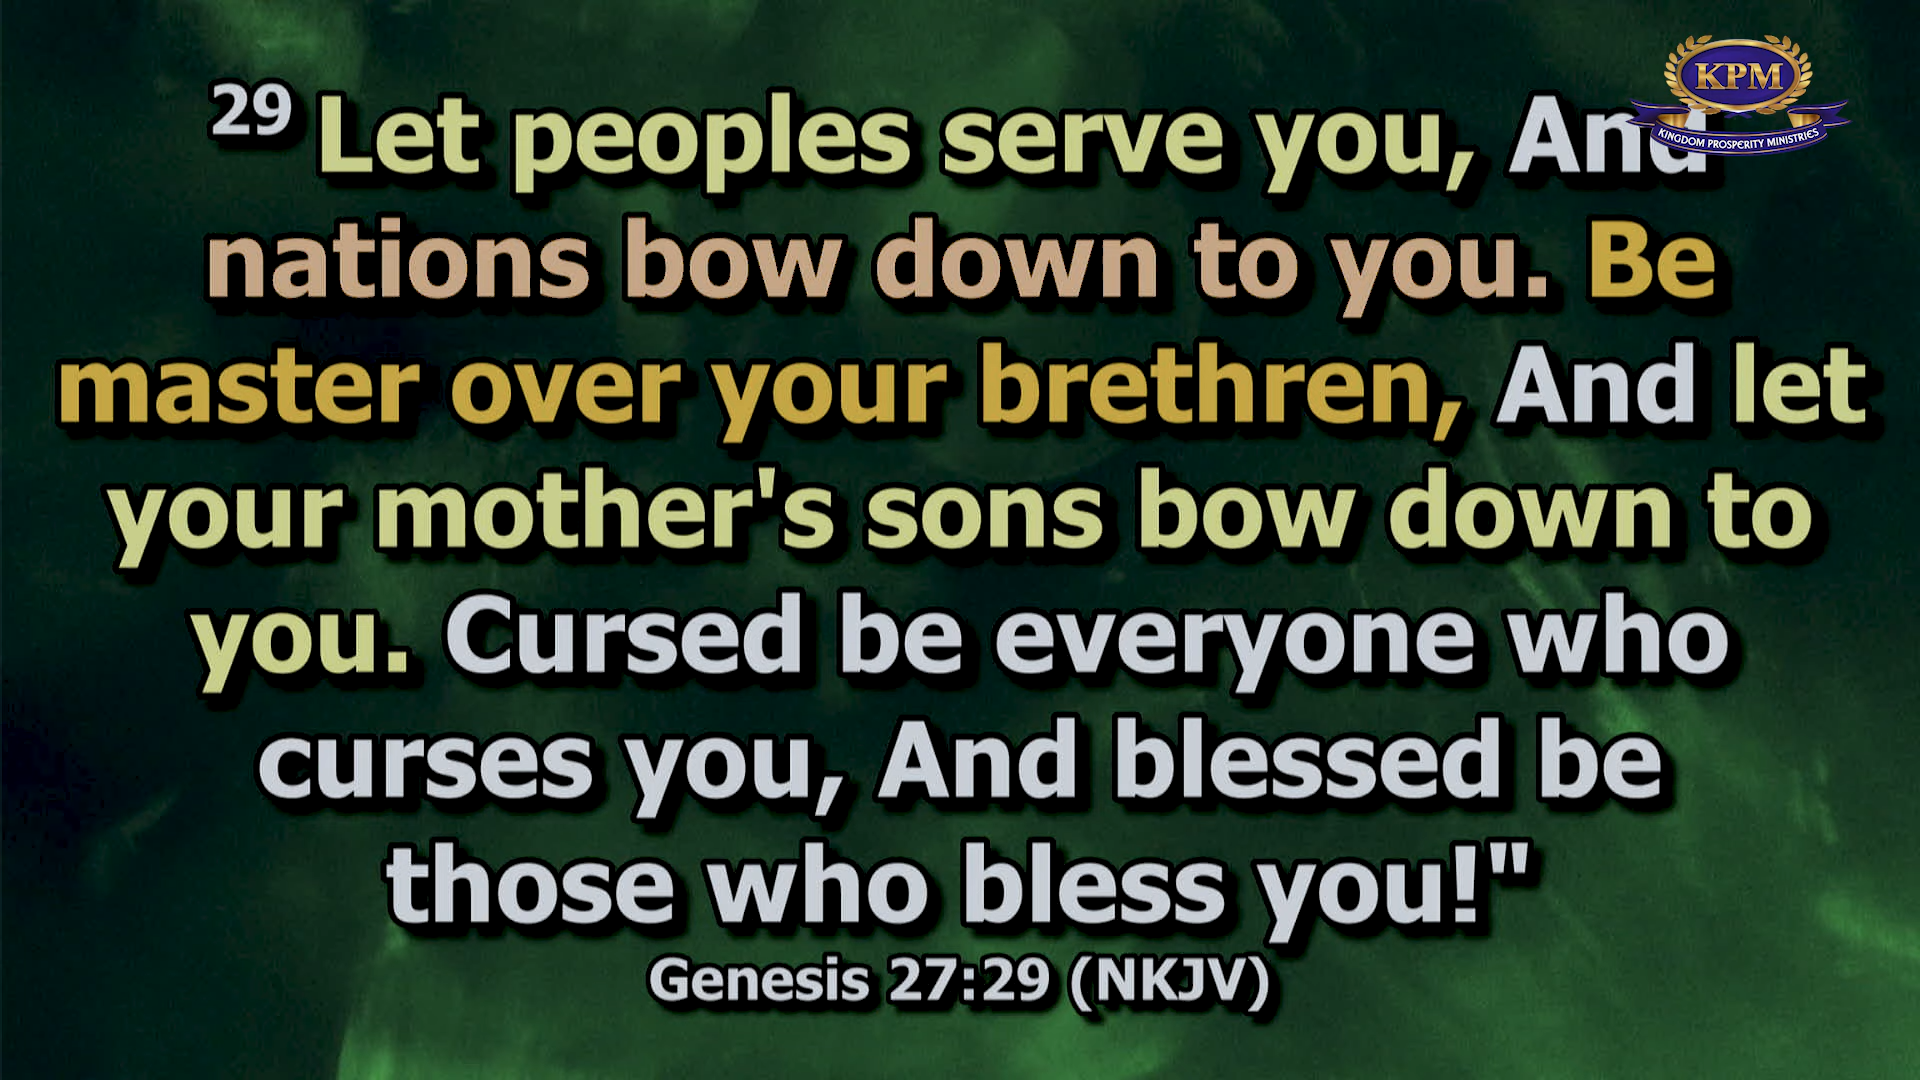 29 Let peoples serve you, And
nations bow down to you. Be
master over your brethren, And let
your mother's sons bow down to
you. Cursed be everyone who
curses you, And blessed be
those who bless you!"
Genesis 27:29 (NKJV)
KPM
KINGDOM PROSPERITY MINISTRIES